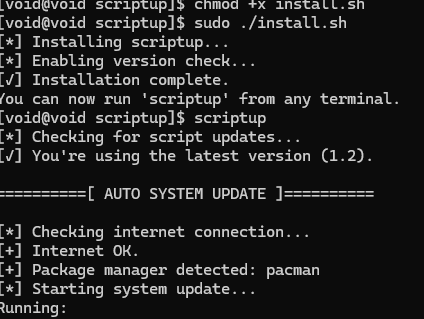 [void@void scriptup]$ chmod +x install.sh
[void@void scriptup]$ sudo ./install.sh
[*] Installing scriptup...
[*] Enabling version check...
[√] Installation complete.
You can now run 'scriptup' from any terminal.
[void@void scriptup]$ scriptup
[*] Checking for script updates...
[√] You're using the latest version (1.2).
==========[ AUTO SYSTEM UPDATE ]==========
[*] Checking internet connection...
[+] Internet OK.
[+] Package manager detected: pacman
[*] Starting system update...
Running: